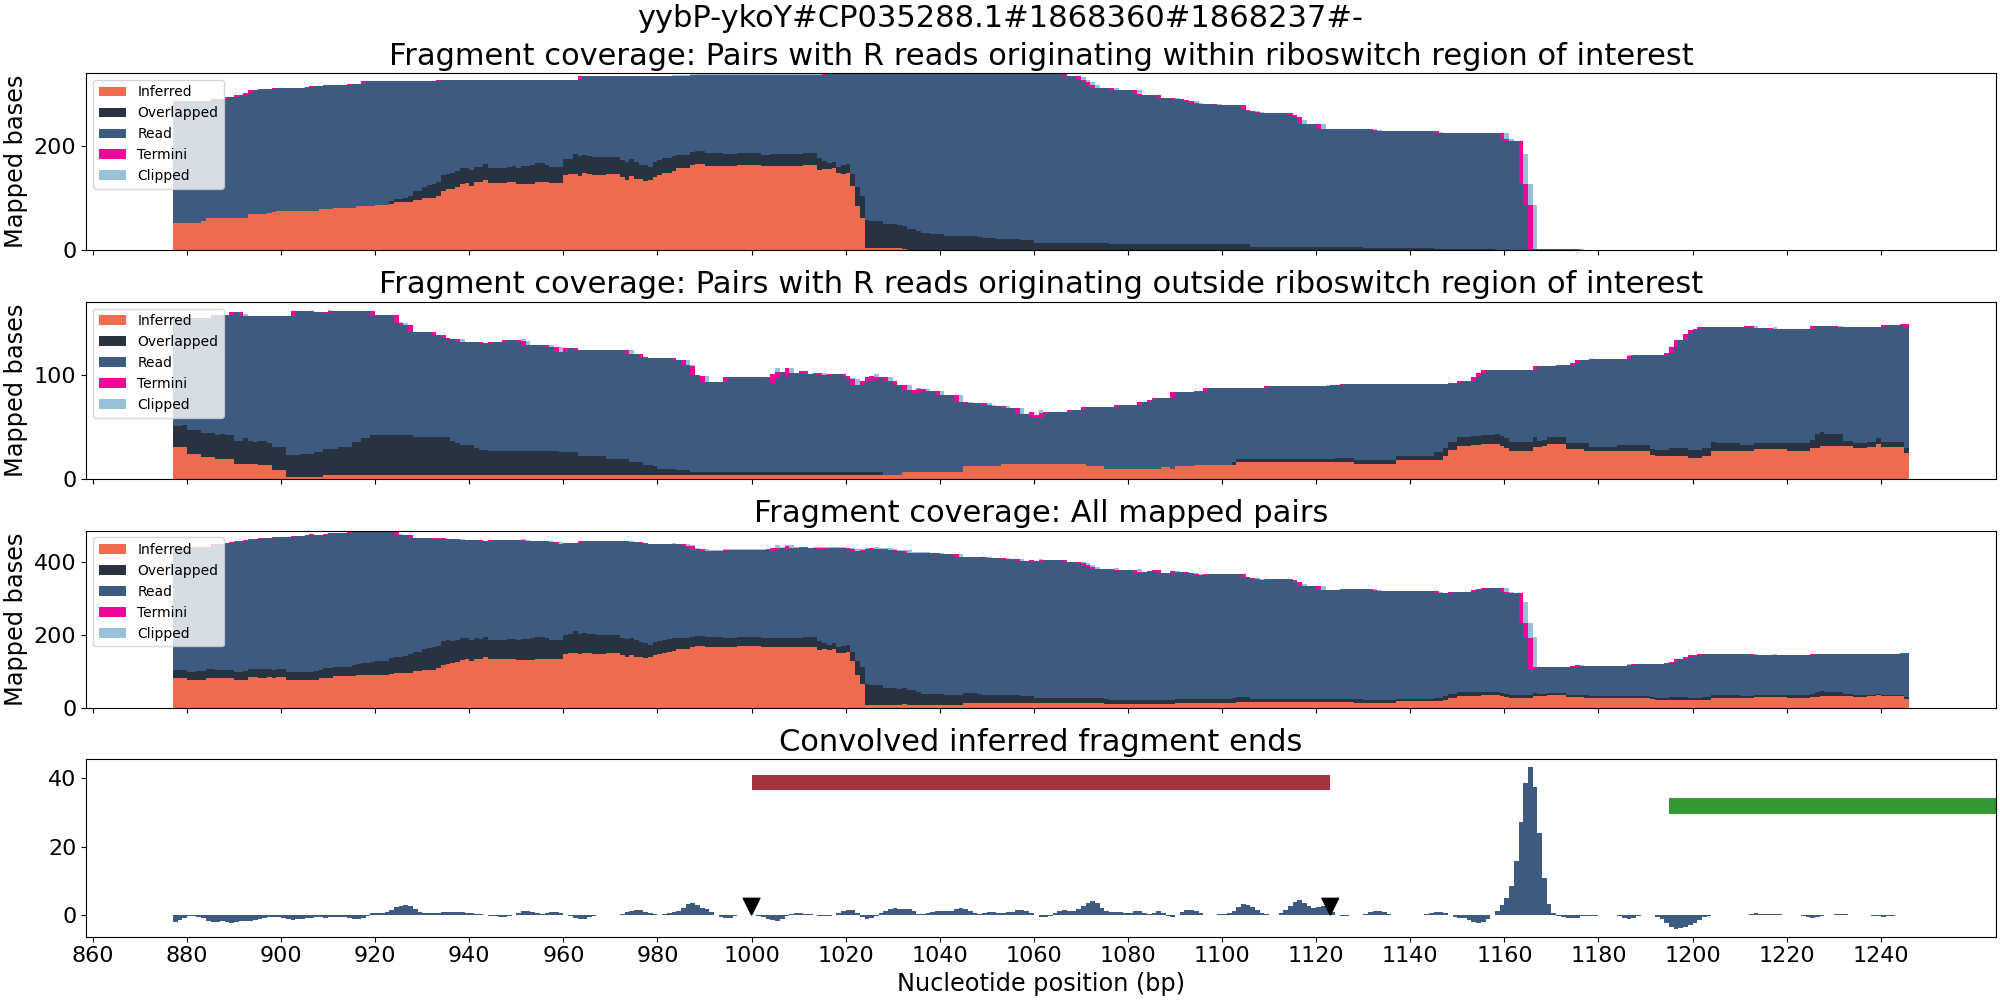 yybP-ykoY#CP035288.1#1868360#1868237#-
Fragment coverage: Pairs with R reads originating within riboswitch region of interest
Mapped bases
200
0
Inferred
Overlapped
Read
Termini
Clipped
Fragment coverage: Pairs with R reads originating outside riboswitch region of interest
Mapped bases
100
0
Inferred
Overlapped
Read
Termini
Clipped
Fragment coverage: All mapped pairs
Mapped bases
400
200
0
Inferred
Overlapped
Read
Termini
Clipped
Convolved inferred fragment ends
40
20
0
860 880 900 920 940 960 980 1000 1020 1040 1060 1080 1100 1120 1140 1160 1180 1200 1220 1240
Nucleotide position (bp)